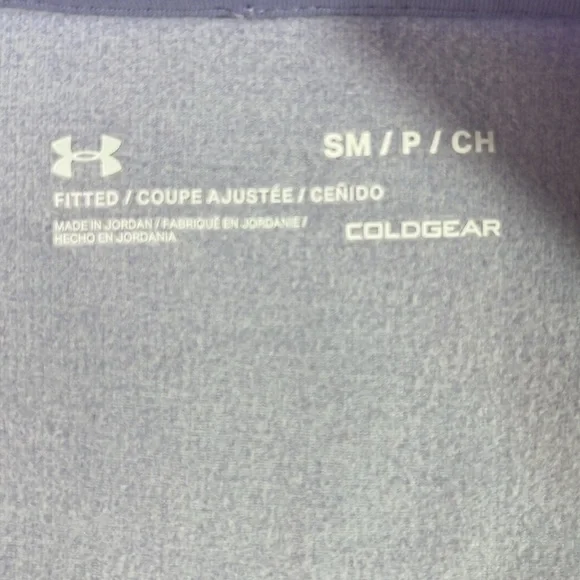 SM / P / CH
FITTED / COUPE AJUSTÉE / CEÑIDO
MADE IN JORDAN / FABRIQUÉ EN JORDANIE /
HECHO EN JORDANIA
COLDGEAR